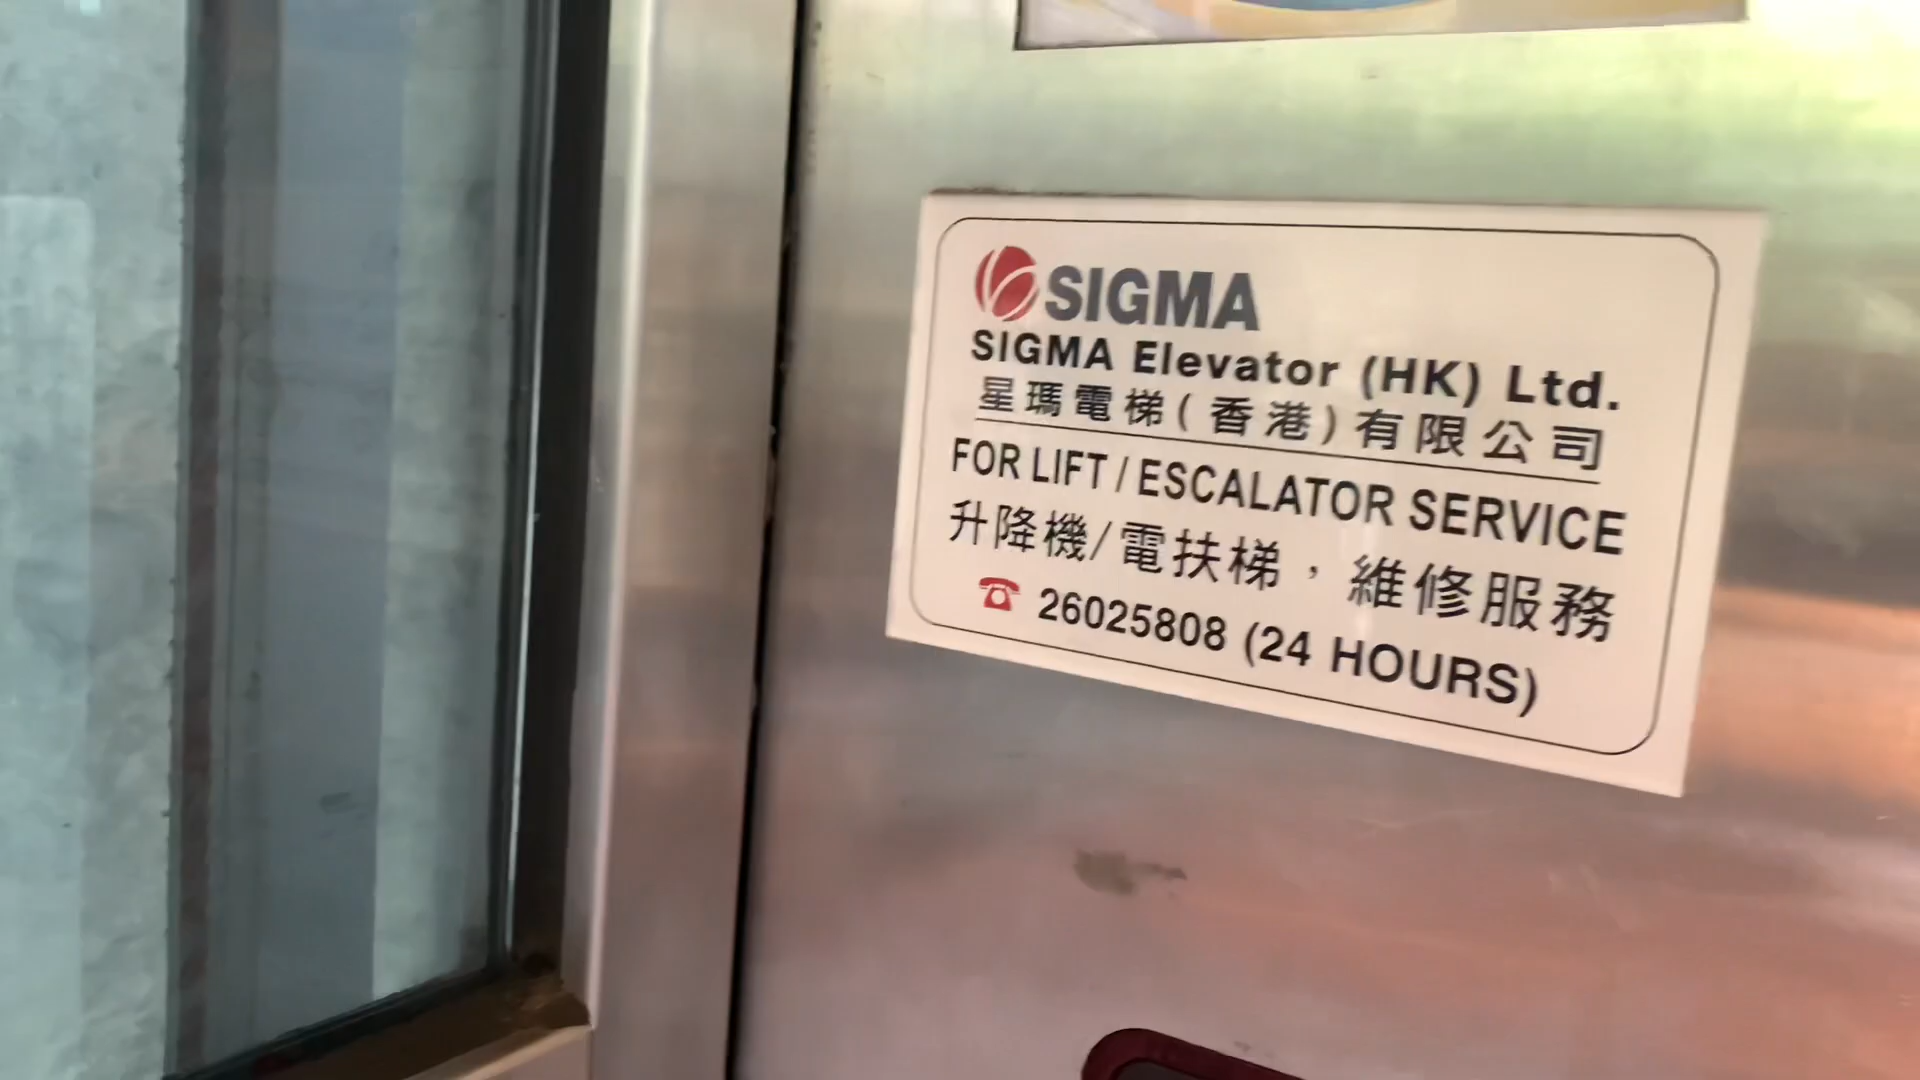 SIGMA
SIGMA Elevator (HK) Ltd.
星瑪電梯(香港)有限公司
FOR LIFT / ESCALATOR SERVICE
升降機/電扶梯，維修服務
☎ 26025808 (24 HOURS)